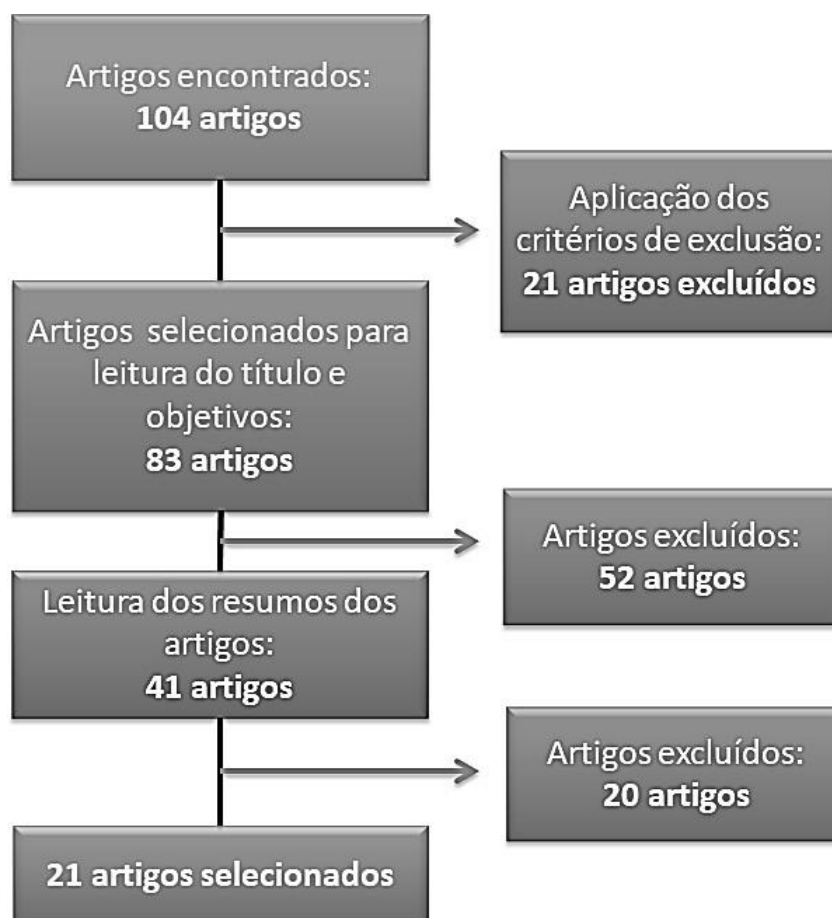 Artigos encontrados:
104 artigos
Aplicação dos
critérios de exclusão:
21 artigos excluídos
Artigos selecionados para
leitura do título e
objetivos:
83 artigos
Artigos excluídos:
52 artigos
Leitura dos resumos dos
artigos:
41 artigos
Artigos excluídos:
20 artigos
21 artigos selecionados